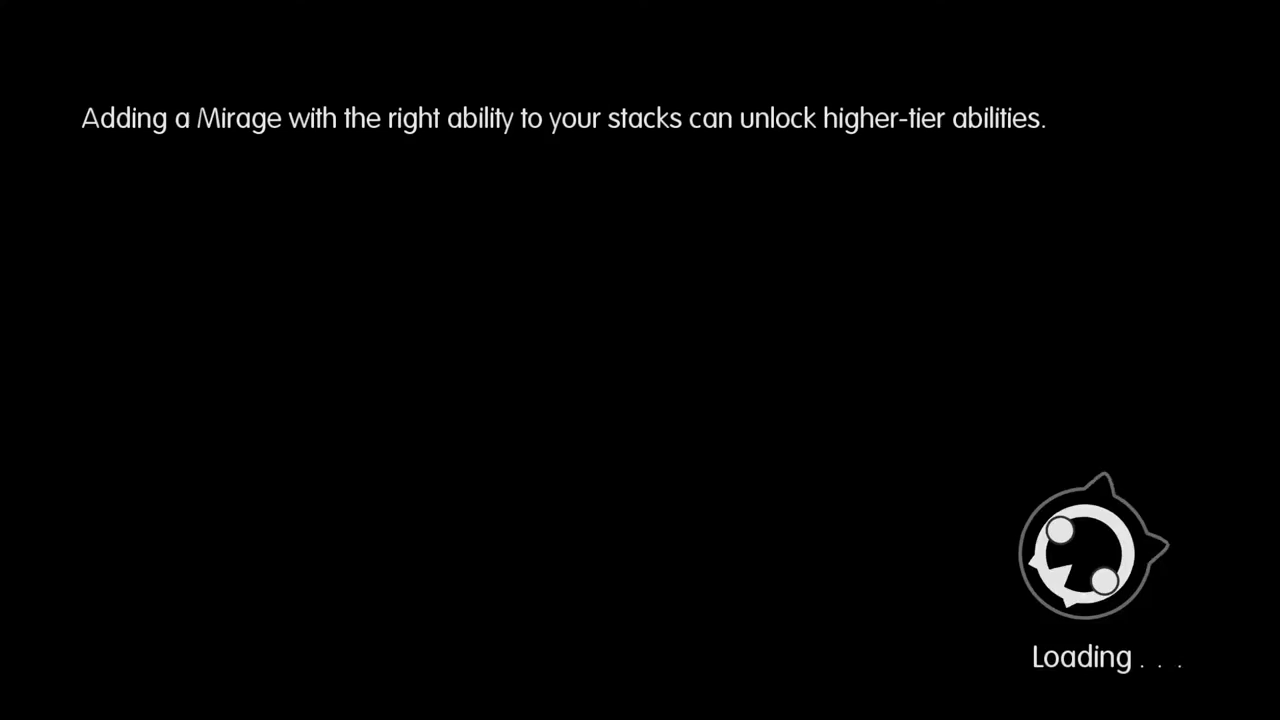 Adding a Mirage with the right ability to your stacks can unlock higher-tier abilities.
Loading . . .